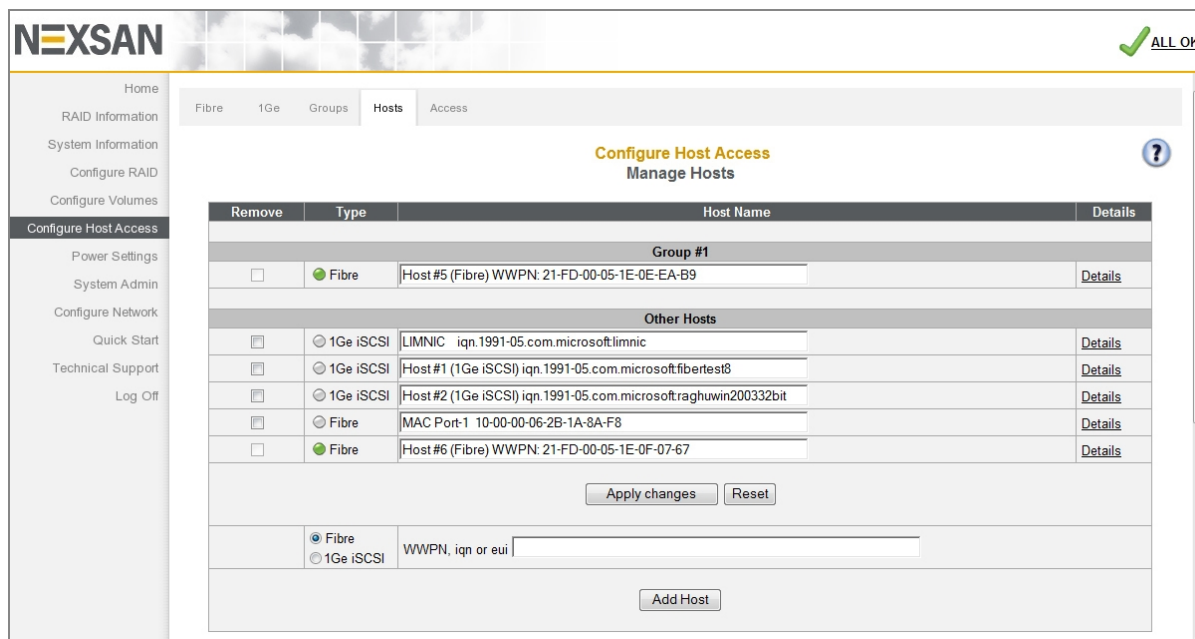 NEXSAN
ALL OK
Home
RAID Information
System Information
Configure RAID
Configure Volumes
Configure Host Access
Power Settings
System Admin
Configure Network
Quick Start
Technical Support
Log Off
Fibre 1Ge Groups Hosts Access
Configure Host Access
Manage Hosts
?
Remove Type Host Name Details
Group #1
Fibre Host #5 (Fibre) WWPN: 21-FD-00-05-1E-0E-EA-B9 Details
Other Hosts
1Ge iSCSI LIMNIC iqn.1991-05.com.microsoft:limnic Details
1Ge iSCSI Host #1 (1Ge iSCSI) iqn.1991-05.com.microsoft:fibertest8 Details
1Ge iSCSI Host #2 (1Ge iSCSI) iqn.1991-05.com.microsoft:raghuwin200332bit Details
Fibre MAC Port-1 10-00-00-06-2B-1A-8A-F8 Details
Fibre Host #6 (Fibre) WWPN: 21-FD-00-05-1E-0F-07-67 Details
Apply changes Reset
Fibre
1Ge iSCSI
WWPN, iqn or eui
Add Host